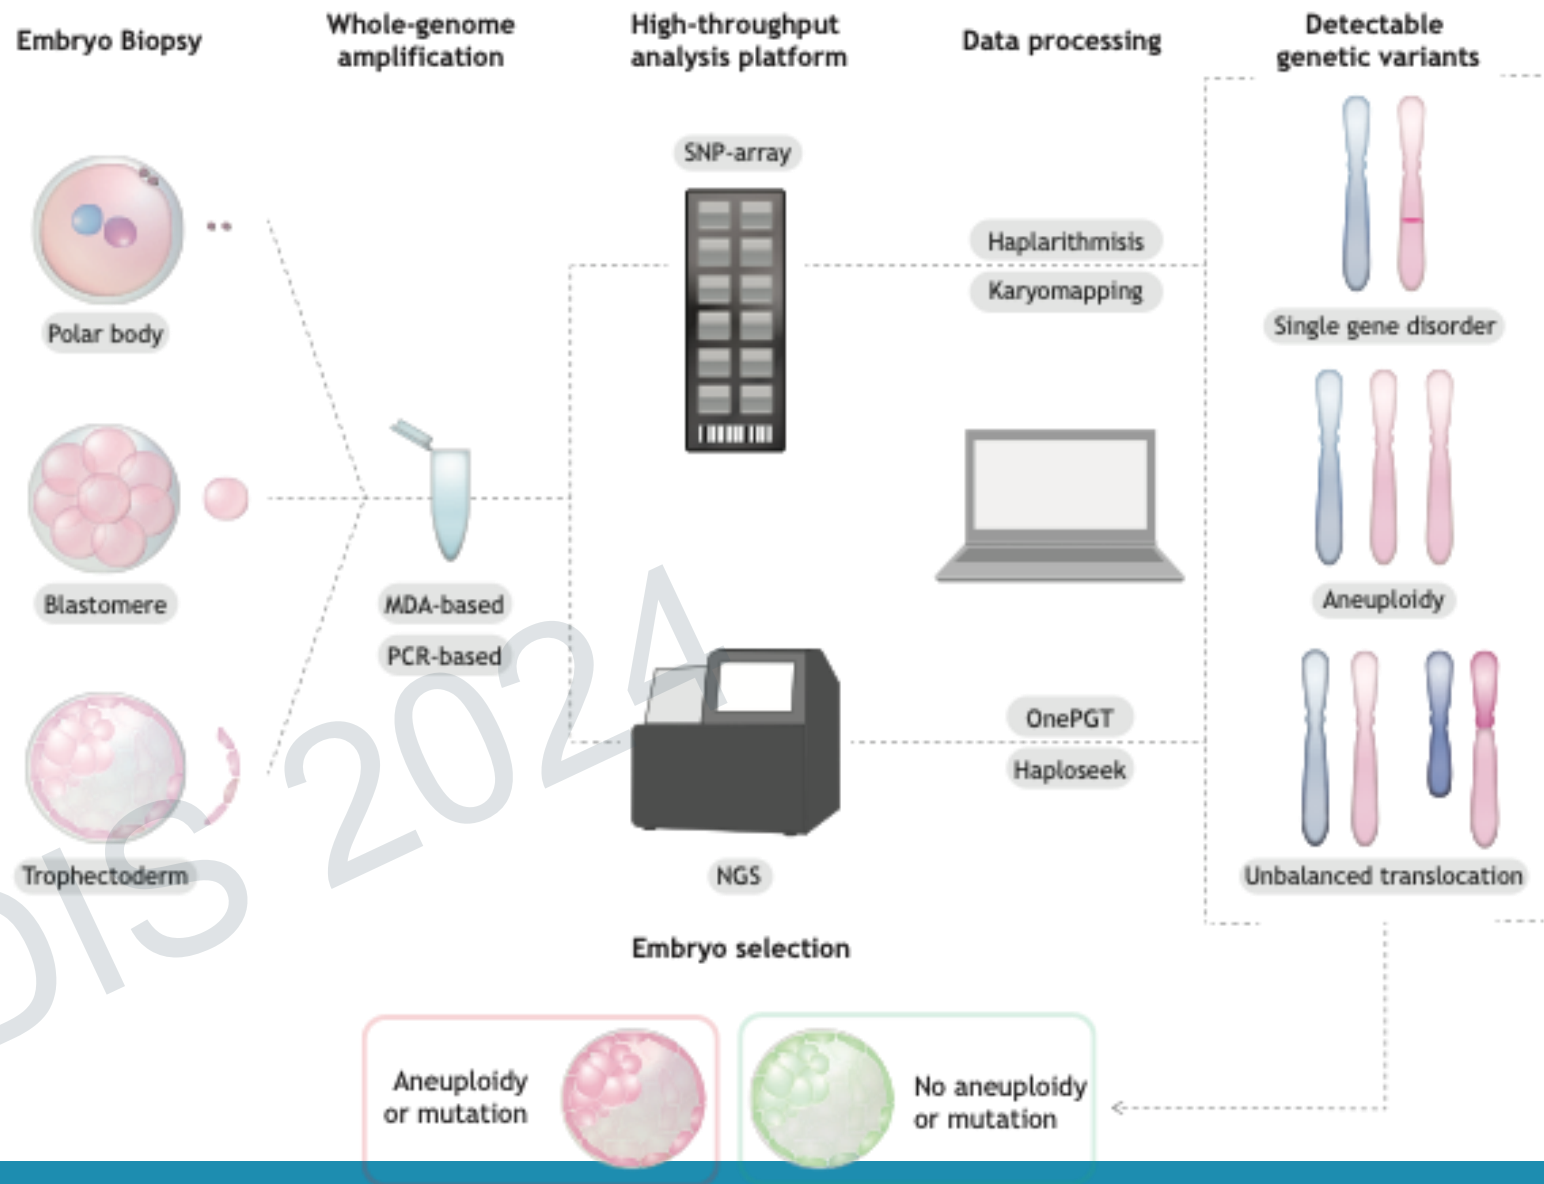 Embryo Biopsy
Whole-genome
amplification
High-throughput
analysis platform
Data processing
Detectable
genetic variants
Polar body
Blastomere
Trophectoderm
MDA-based
PCR-based
SNP-array
NGS
Haplarithmisis
Karyomapping
OnePGT
Haploseek
Single gene disorder
Aneuploidy
Unbalanced translocation
Embryo selection
Aneuploidy
or mutation
No aneuploidy
or mutation
DIS 2024